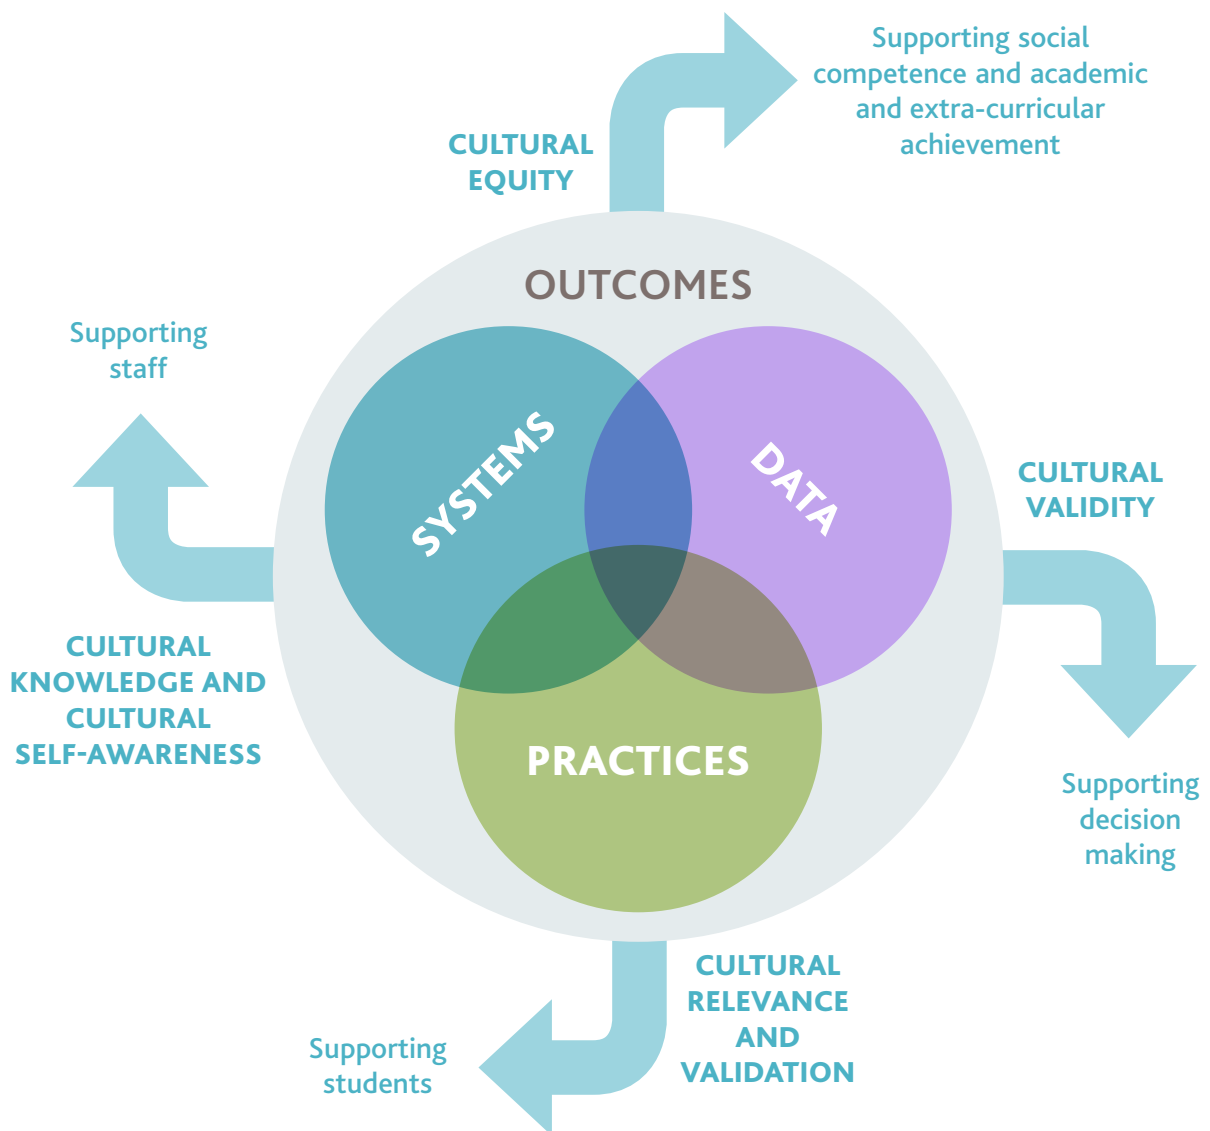 Supporting social
competence and academic
and extra-curricular
achievement
CULTURAL
EQUITY
OUTCOMES
Supporting
staff
SYSTEMS
DATA
CULTURAL
VALIDITY
CULTURAL
KNOWLEDGE AND
CULTURAL
SELF-AWARENESS
PRACTICES
Supporting
decision
making
CULTURAL
RELEVANCE
AND
VALIDATION
Supporting
students